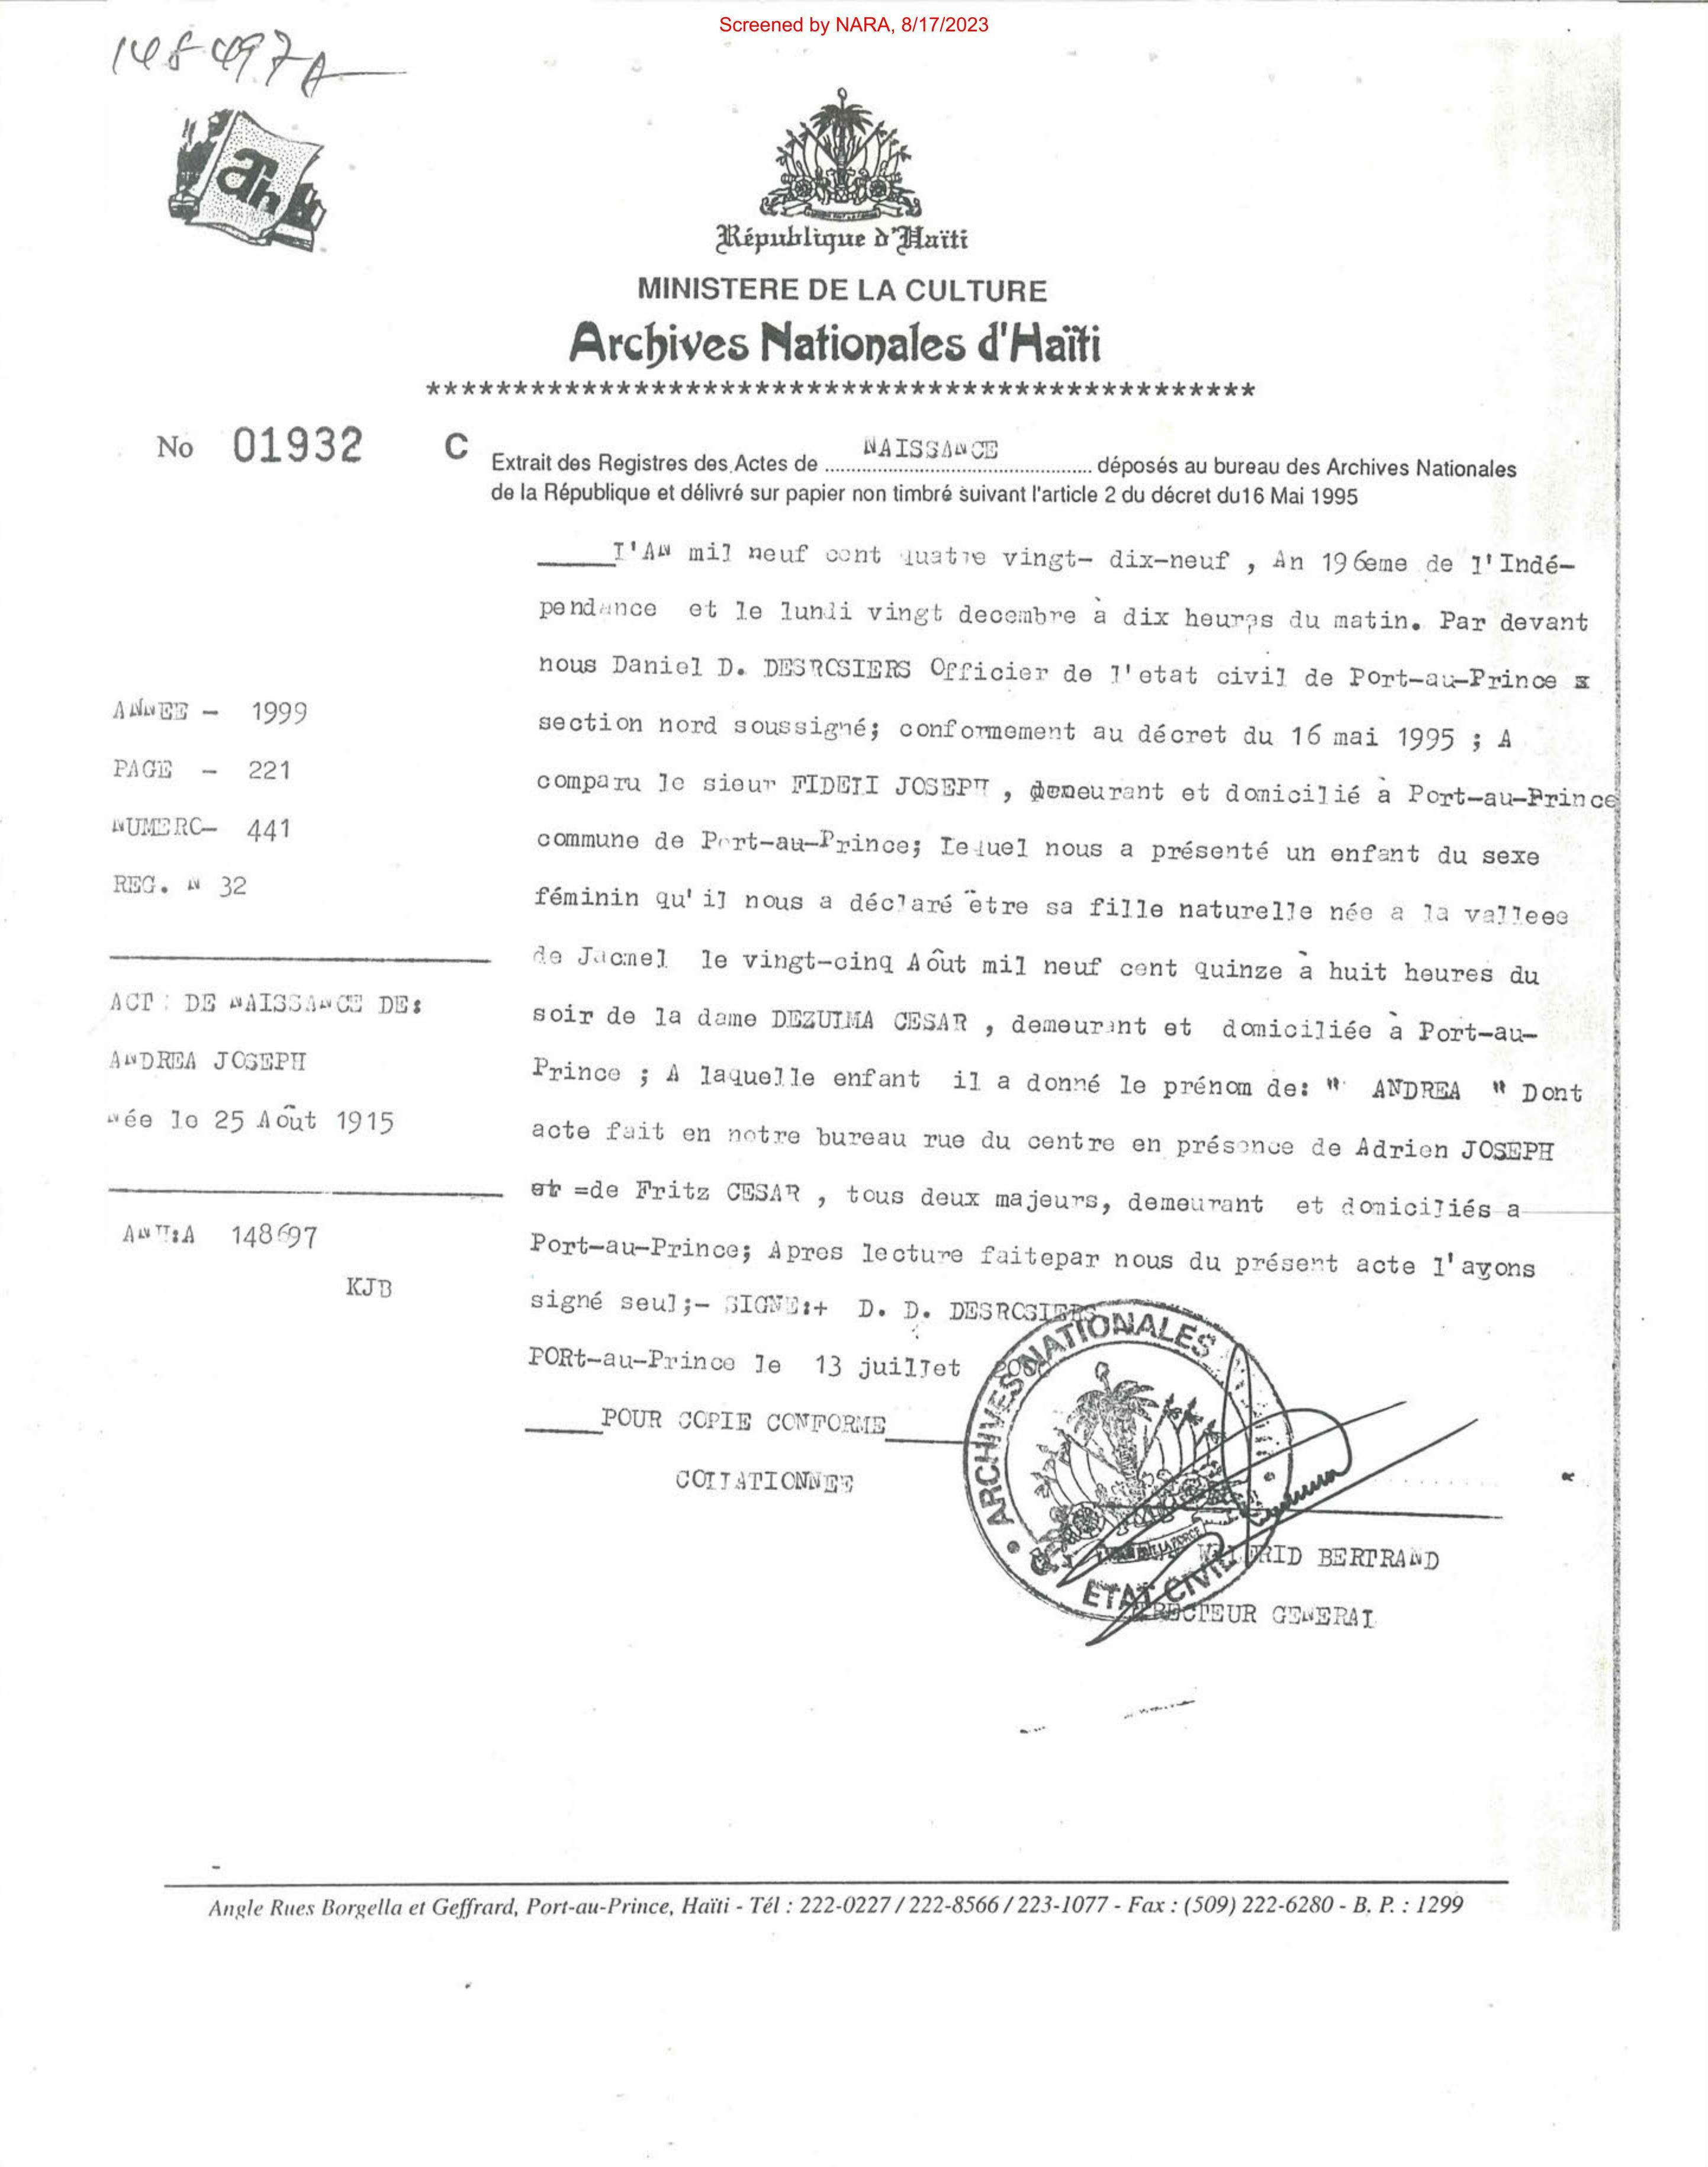 Screened by NARA, 8/17/2023
an
République d'Haïti
MINISTERE DE LA CULTURE
Archives Nationales d'Haïti
************************************************
No 01932 C
Extrait des Registres des Actes de NAISSANCE déposés au bureau des Archives Nationales
de la République et délivré sur papier non timbré suivant l'article 2 du décret du16 Mai 1995
L'AN mil neuf cent quatre vingt- dix-neuf , An 196eme de l'Indé-
pendance et le lundi vingt decembre à dix heures du matin. Par devant
nous Daniel D. DESROSIERS Officier de l'etat civil de Port-au-Prince x
section nord soussigné; conformement au décret du 16 mai 1995 ; A
comparu le sieur FIDELI JOSEPH , demeurant et domicilié à Port-au-Prince
commune de Port-au-Prince; Lequel nous a présenté un enfant du sexe
féminin qu'il nous a déclaré etre sa fille naturelle née a la valleee
de Jacmel le vingt-cinq Aôut mil neuf cent quinze à huit heures du
soir de la dame DEZULMA CESAR , demeurant et domiciliée à Port-au-
Prince ; A laquelle enfant il a donné le prénom de: " ANDREA " Dont
acte fait en notre bureau rue du centre en présence de Adrien JOSEPH
et =de Fritz CESAR , tous deux majeurs, demeurant et domiciliés a
Port-au-Prince; Apres lecture faitepar nous du présent acte l'ayons
signé seul;- SIGNE:+ D. D. DESROSIERS
PORt-au-Prince le 13 juillet
POUR COPIE CONFORME
COLLATIONNEE
ANNEE - 1999
PAGE - 221
NUMERO- 441
REG. N 32
ACTE DE NAISSANCE DE:
ANDREA JOSEPH
Née le 25 Aôut 1915
ANH:A 148697
KJB
ARCHIVES NATIONALES
ETAT CIVIL
WILFRID BERTRAND
DIRECTEUR GENERAL
Angle Rues Borgella et Geffrard, Port-au-Prince, Haïti - Tél : 222-0227 / 222-8566 / 223-1077 - Fax : (509) 222-6280 - B. P. : 1299